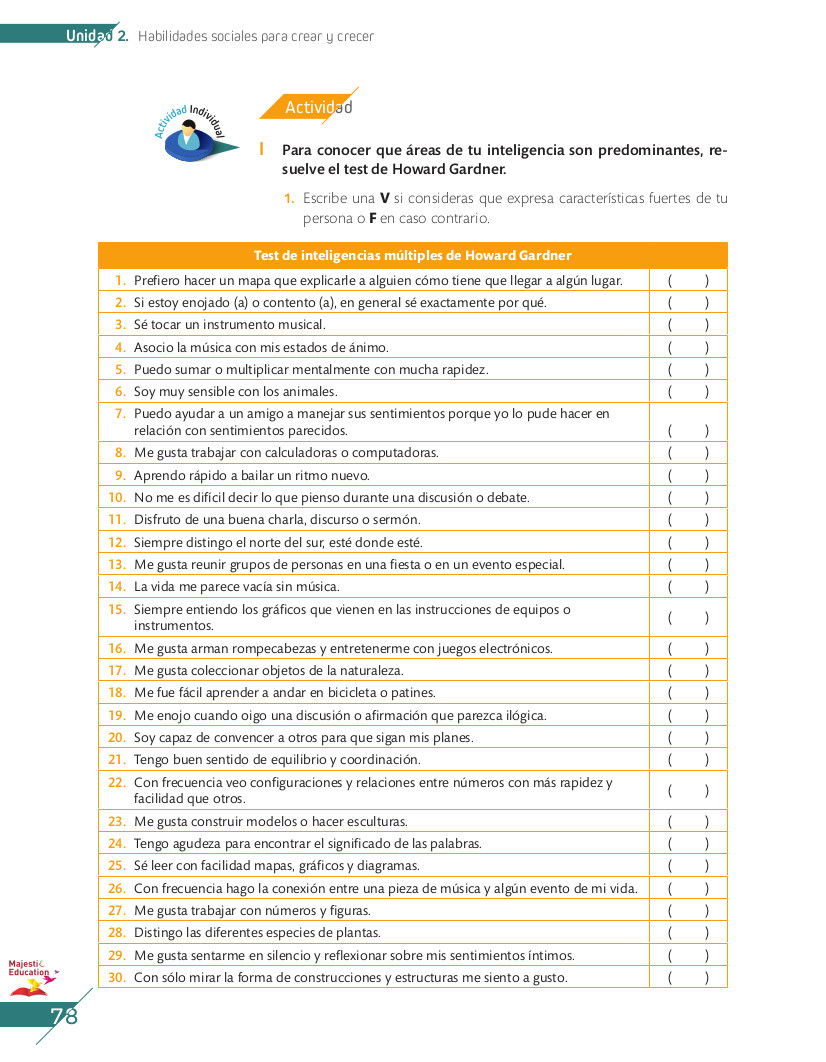 Unidad 2. Habilidades sociales para crear y crecer
Actividad Individual
Actividad
I Para conocer que áreas de tu inteligencia son predominantes, re-
suelve el test de Howard Gardner.
1. Escribe una V si consideras que expresa características fuertes de tu
persona o F en caso contrario.
Test de inteligencias múltiples de Howard Gardner
1. Prefiero hacer un mapa que explicarle a alguien cómo tiene que llegar a algún lugar. ( )
2. Si estoy enojado (a) o contento (a), en general sé exactamente por qué. ( )
3. Sé tocar un instrumento musical. ( )
4. Asocio la música con mis estados de ánimo. ( )
5. Puedo sumar o multiplicar mentalmente con mucha rapidez. ( )
6. Soy muy sensible con los animales. ( )
7. Puedo ayudar a un amigo a manejar sus sentimientos porque yo lo pude hacer en
relación con sentimientos parecidos. ( )
8. Me gusta trabajar con calculadoras o computadoras. ( )
9. Aprendo rápido a bailar un ritmo nuevo. ( )
10. No me es difícil decir lo que pienso durante una discusión o debate. ( )
11. Disfruto de una buena charla, discurso o sermón. ( )
12. Siempre distingo el norte del sur, esté donde esté. ( )
13. Me gusta reunir grupos de personas en una fiesta o en un evento especial. ( )
14. La vida me parece vacía sin música. ( )
15. Siempre entiendo los gráficos que vienen en las instrucciones de equipos o
instrumentos. ( )
16. Me gusta arman rompecabezas y entretenerme con juegos electrónicos. ( )
17. Me gusta coleccionar objetos de la naturaleza. ( )
18. Me fue fácil aprender a andar en bicicleta o patines. ( )
19. Me enojo cuando oigo una discusión o afirmación que parezca ilógica. ( )
20. Soy capaz de convencer a otros para que sigan mis planes. ( )
21. Tengo buen sentido de equilibrio y coordinación. ( )
22. Con frecuencia veo configuraciones y relaciones entre números con más rapidez y
facilidad que otros. ( )
23. Me gusta construir modelos o hacer esculturas. ( )
24. Tengo agudeza para encontrar el significado de las palabras. ( )
25. Sé leer con facilidad mapas, gráficos y diagramas. ( )
26. Con frecuencia hago la conexión entre una pieza de música y algún evento de mi vida. ( )
27. Me gusta trabajar con números y figuras. ( )
28. Distingo las diferentes especies de plantas. ( )
29. Me gusta sentarme en silencio y reflexionar sobre mis sentimientos íntimos. ( )
30. Con sólo mirar la forma de construcciones y estructuras me siento a gusto. ( )
Majestic
Education
78